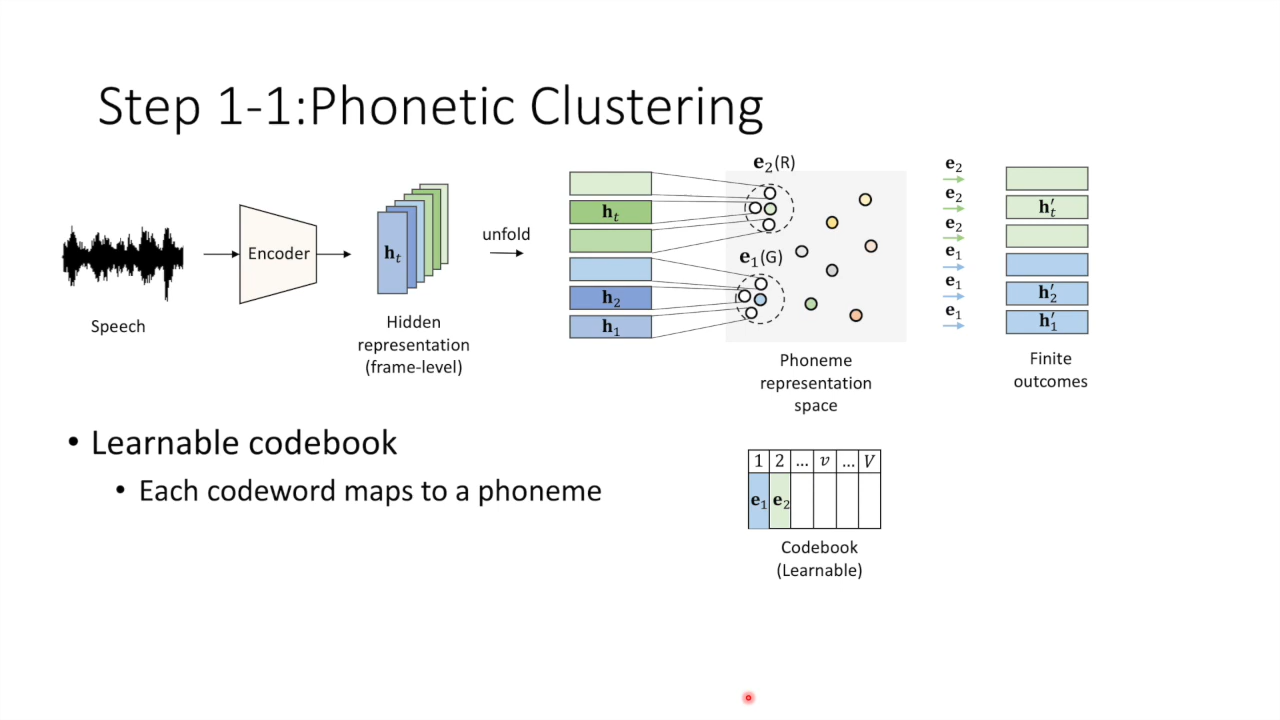 Step 1-1:Phonetic Clustering
Speech
Encoder
h_t
Hidden
representation
(frame-level)
unfold
h_t
h_2
h_1
e_2(R)
e_1(G)
Phoneme
representation
space
e_2
e_2
e_2
e_1
e_1
e_1
h'_t
h'_2
h'_1
Finite
outcomes
• Learnable codebook
• Each codeword maps to a phoneme
1 2 ... v ... V
e_1 e_2
Codebook
(Learnable)